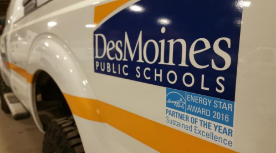 DesMoines
PUBLIC SCHOOLS
ENERGY STAR
AWARD 2016
PARTNER OF THE YEAR
Sustained Excellence